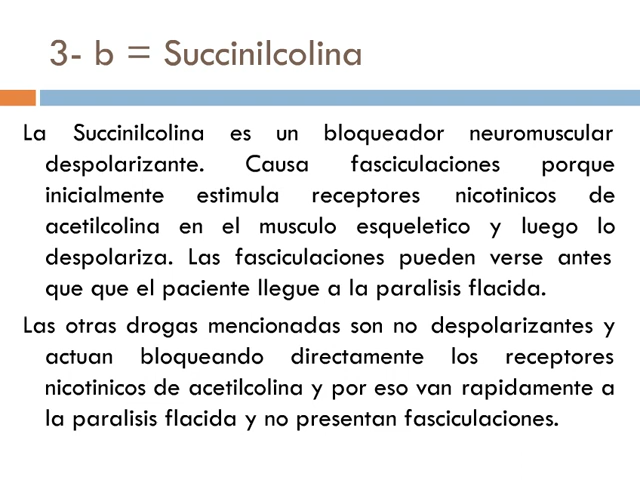 3- b = Succinilcolina
La Succinilcolina es un bloqueador neuromuscular
despolarizante. Causa fasciculaciones porque
inicialmente estimula receptores nicotinicos de
acetilcolina en el musculo esqueletico y luego lo
despolariza. Las fasciculaciones pueden verse antes
que que el paciente llegue a la paralisis flacida.
Las otras drogas mencionadas son no despolarizantes y
actuan bloqueando directamente los receptores
nicotinicos de acetilcolina y por eso van rapidamente a
la paralisis flacida y no presentan fasciculaciones.